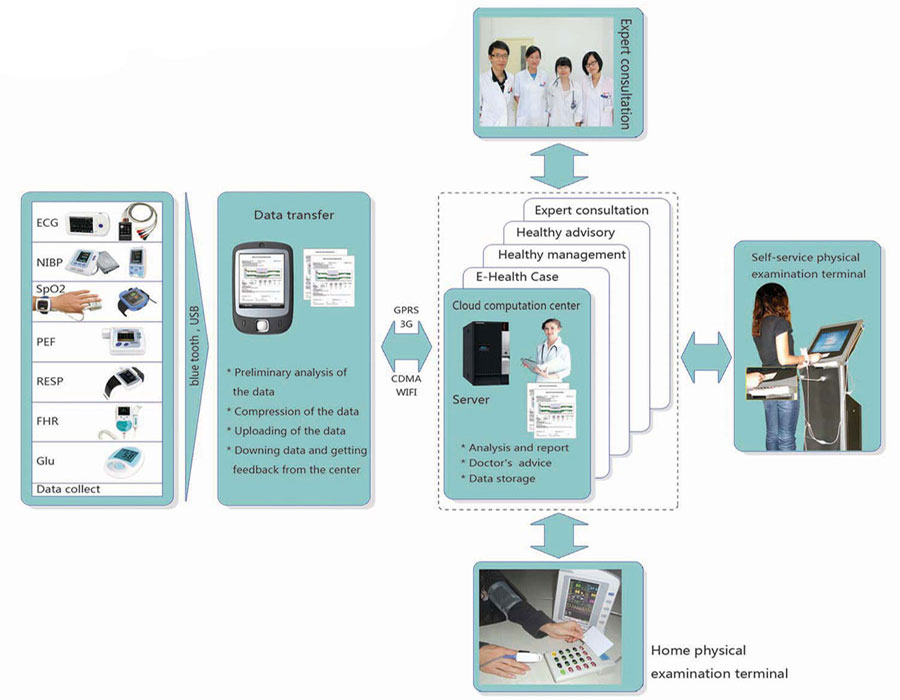 Expert consultation
ECG
NIBP
SpO2
PEF
RESP
FHR
Glu
Data collect
blue tooth , USB
Data transfer
* Preliminary analysis of
the data
* Compression of the data
* Uploading of the data
* Downing data and getting
feedback from the center
GPRS
3G
CDMA
WIFI
Expert consultation
Healthy advisory
Healthy management
E-Health Case
Cloud computation center
Server
* Analysis and report
* Doctor's advice
* Data storage
Self-service physical
examination terminal
Home physical
examination terminal